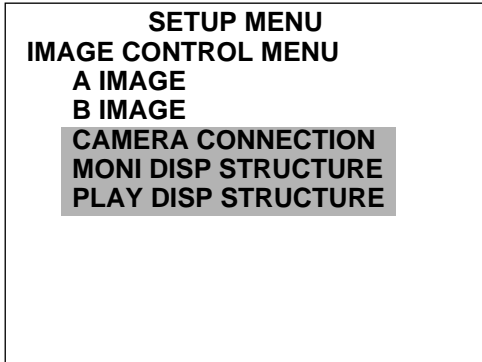 SETUP MENU
IMAGE CONTROL MENU
A IMAGE
B IMAGE
CAMERA CONNECTION
MONI DISP STRUCTURE
PLAY DISP STRUCTURE